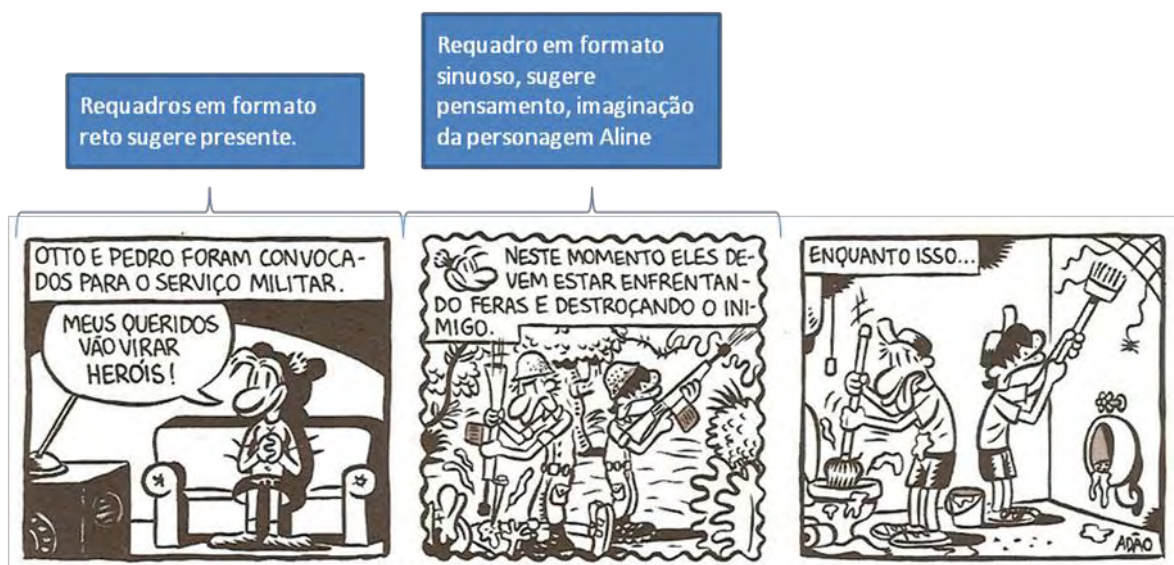 Requadros em formato
reto sugere presente.
Requadro em formato
sinuoso, sugere
pensamento, imaginação
da personagem Aline
OTTO E PEDRO FORAM CONVOCA-
DOS PARA O SERVIÇO MILITAR.
MEUS QUERIDOS
VÃO VIRAR
HERÓIS!
NESTE MOMENTO ELES DE-
VEM ESTAR ENFRENTAN-
DO FERAS E DESTROÇANDO O INI-
MIGO.
ENQUANTO ISSO...
ADÃO